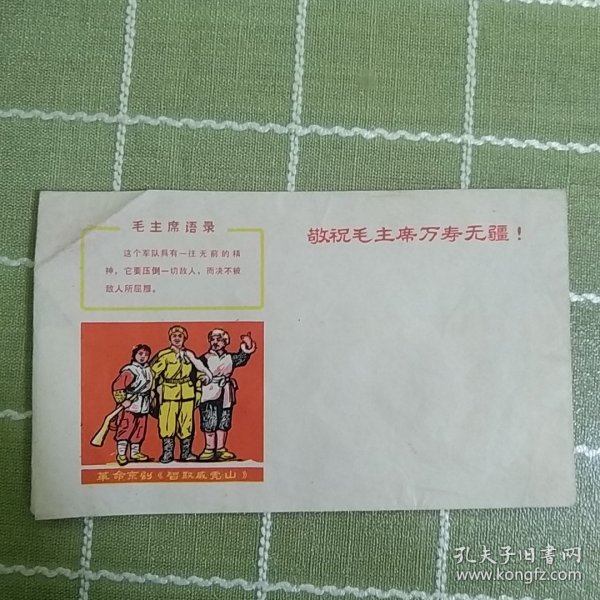 毛主席语录
这个军队具有一往无前的精
神，它要压倒一切敌人，而决不被
敌人所屈服。
敬祝毛主席万寿无疆！
革命京剧《智取威虎山》
孔夫子旧书网
www.kongfz.com